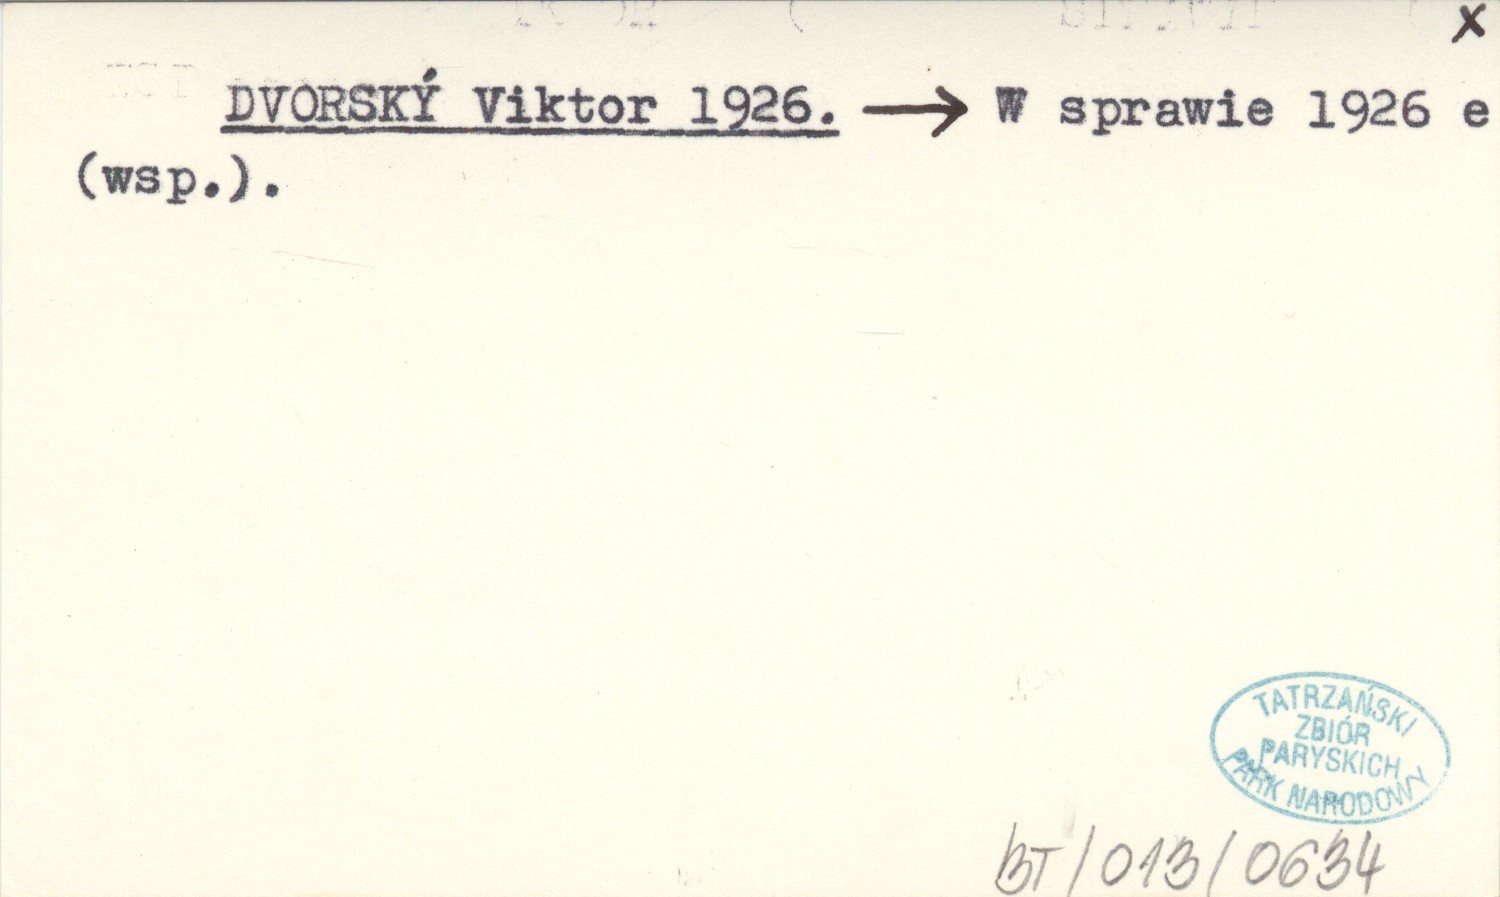 x
DVORSKÝ Viktor 1926. → W sprawie 1926 e
(wsp.).
TATRZAŃSKI
ZBIÓR
PARYSKICH
PARK NARODOWY
BT/013/0634